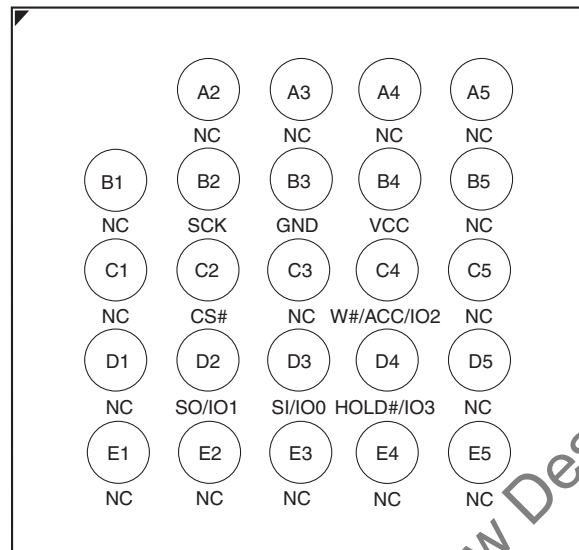 A2 A3 A4 A5
NC NC NC NC
B1 B2 B3 B4 B5
NC SCK GND VCC NC
C1 C2 C3 C4 C5
NC CS# NC W#/ACC/IO2 NC
D1 D2 D3 D4 D5
NC SO/IO1 SI/IO0 HOLD#/IO3 NC
E1 E2 E3 E4 E5
NC NC NC NC NC